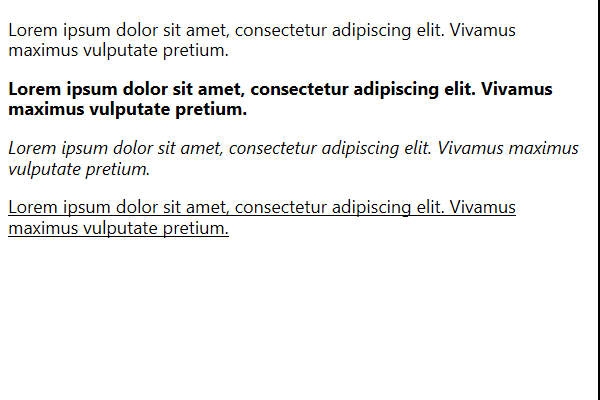 Lorem ipsum dolor sit amet, consectetur adipiscing elit. Vivamus
maximus vulputate pretium.
Lorem ipsum dolor sit amet, consectetur adipiscing elit. Vivamus
maximus vulputate pretium.
Lorem ipsum dolor sit amet, consectetur adipiscing elit. Vivamus maximus
vulputate pretium.
Lorem ipsum dolor sit amet, consectetur adipiscing elit. Vivamus
maximus vulputate pretium.